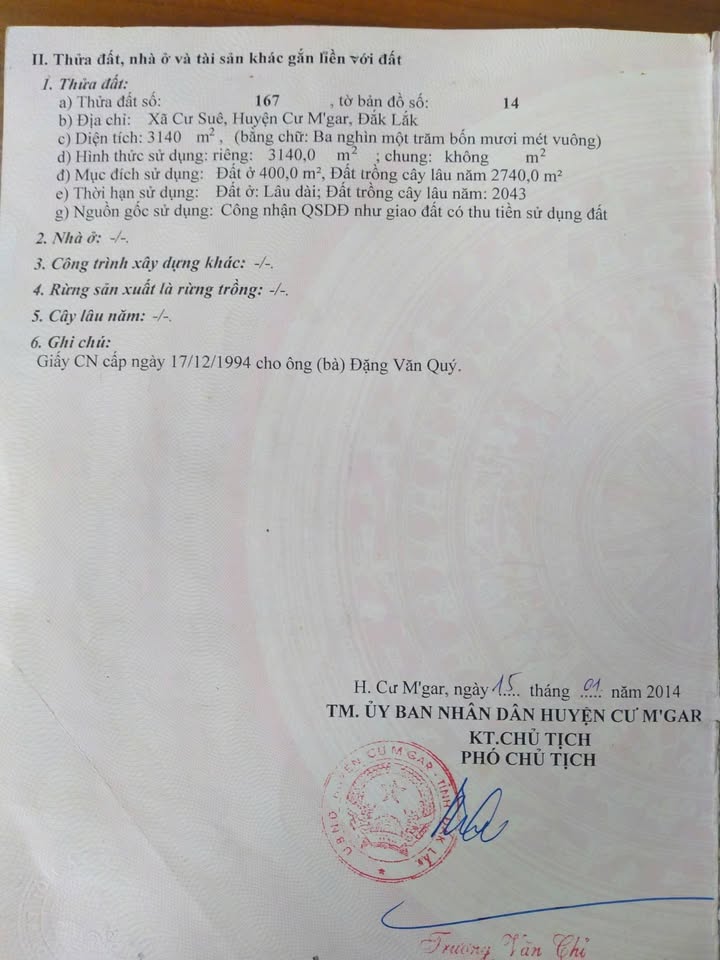 II. Thửa đất, nhà ở và tài sản khác gắn liền với đất
1. Thửa đất:
a) Thửa đất số: 167 , tờ bản đồ số: 14
b) Địa chỉ: Xã Cư Suê, Huyện Cư M'gar, Đắk Lắk
c) Diện tích: 3140 m², (bằng chữ: Ba nghìn một trăm bốn mươi mét vuông)
d) Hình thức sử dụng: riêng: 3140,0 m² ; chung: không m²
đ) Mục đích sử dụng: Đất ở 400,0 m², Đất trồng cây lâu năm 2740,0 m²
e) Thời hạn sử dụng: Đất ở: Lâu dài; Đất trồng cây lâu năm: 2043
g) Nguồn gốc sử dụng: Công nhận QSDĐ như giao đất có thu tiền sử dụng đất
2. Nhà ở: -/-.
3. Công trình xây dựng khác: -/-.
4. Rừng sản xuất là rừng trồng: -/-.
5. Cây lâu năm: -/-.
6. Ghi chú:
Giấy CN cấp ngày 17/12/1994 cho ông (bà) Đặng Văn Quý.
H. Cư M'gar, ngày 15 tháng 01 năm 2014
TM. ỦY BAN NHÂN DÂN HUYỆN CƯ M'GAR
KT.CHỦ TỊCH
PHÓ CHỦ TỊCH
U.B.N.D HUYỆN CƯ M'GAR - TỈNH ĐẮK LẮK
Trương Văn Chỉ